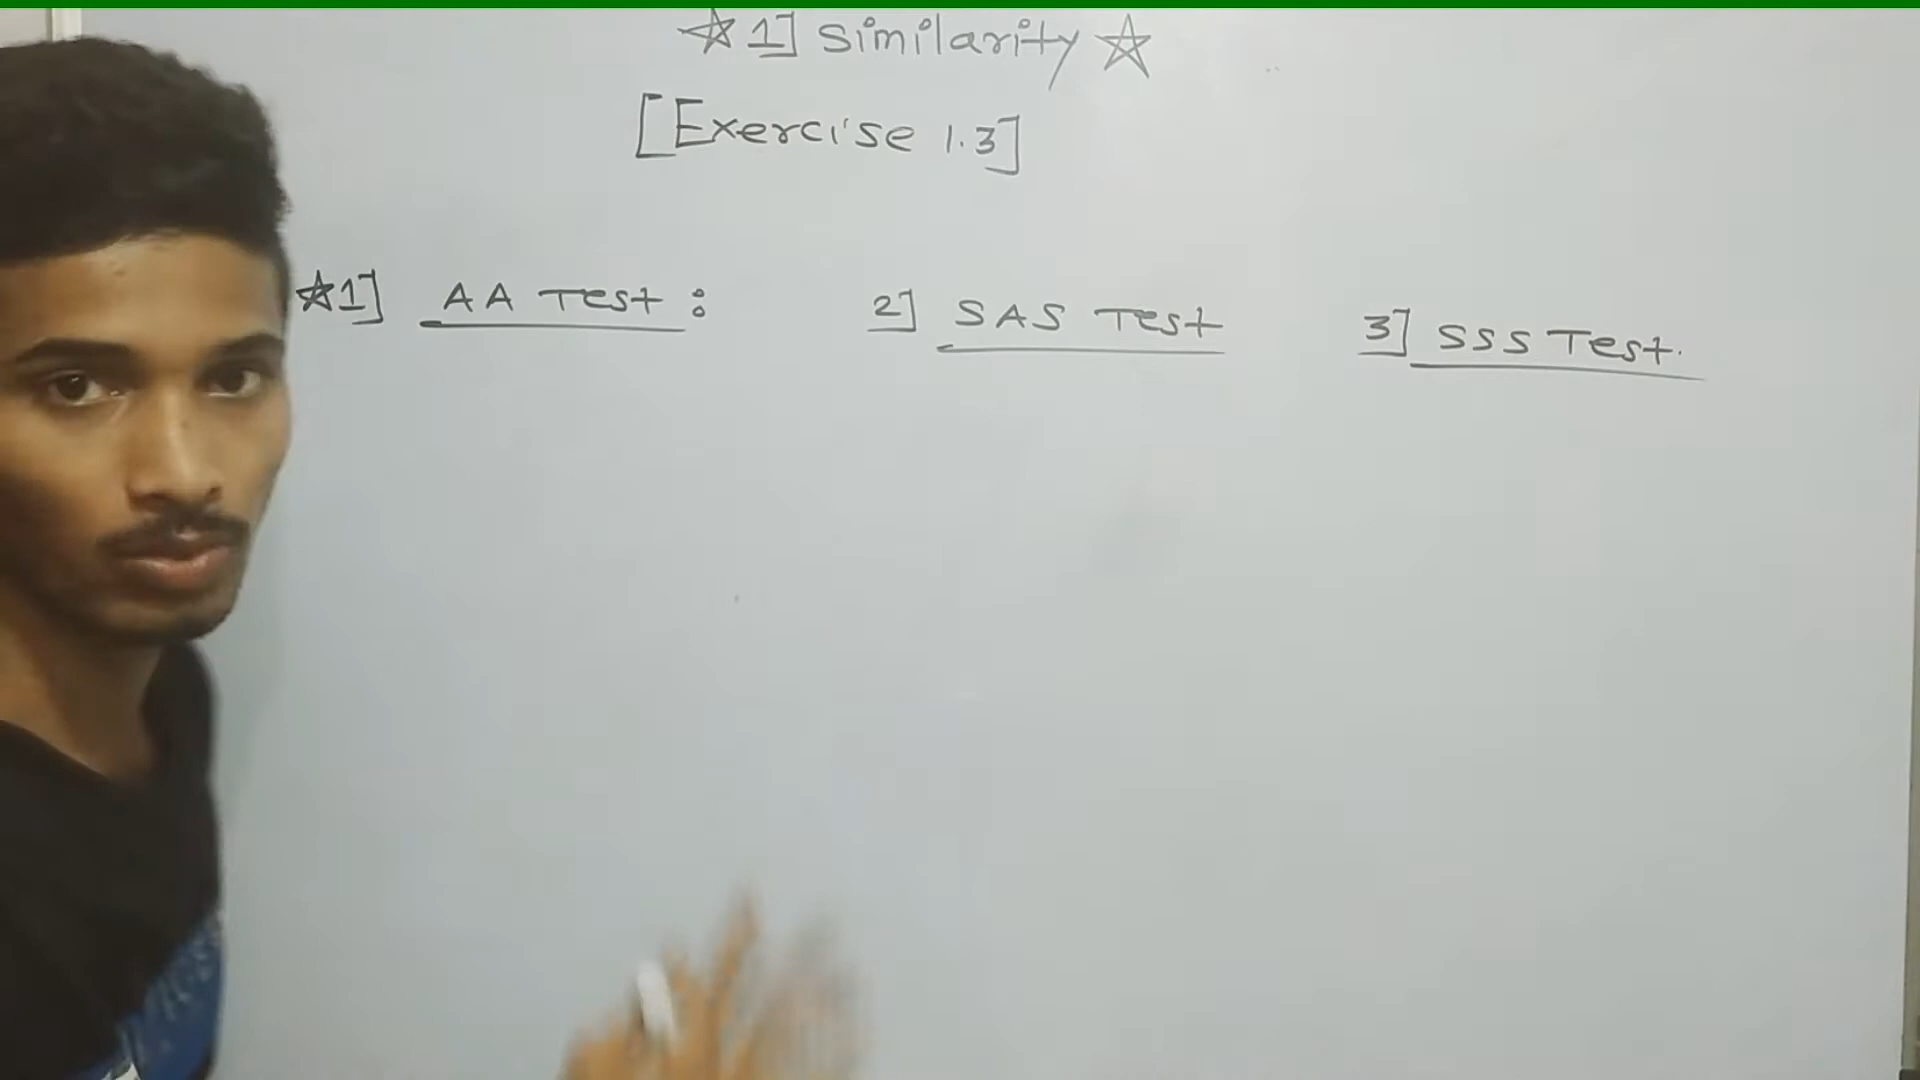 ☆ 1] Similarity ☆
[Exercise 1.3]
☆1] AA Test : 2] SAS Test 3] SSS Test.